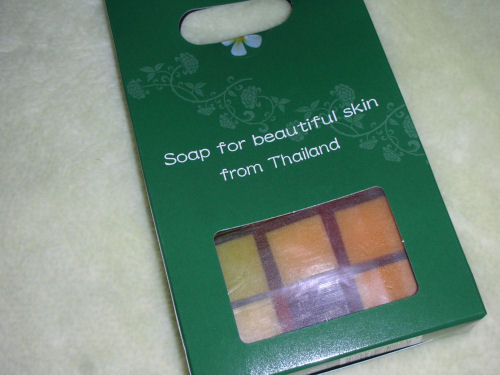 Soap for beautiful skin
from Thailand